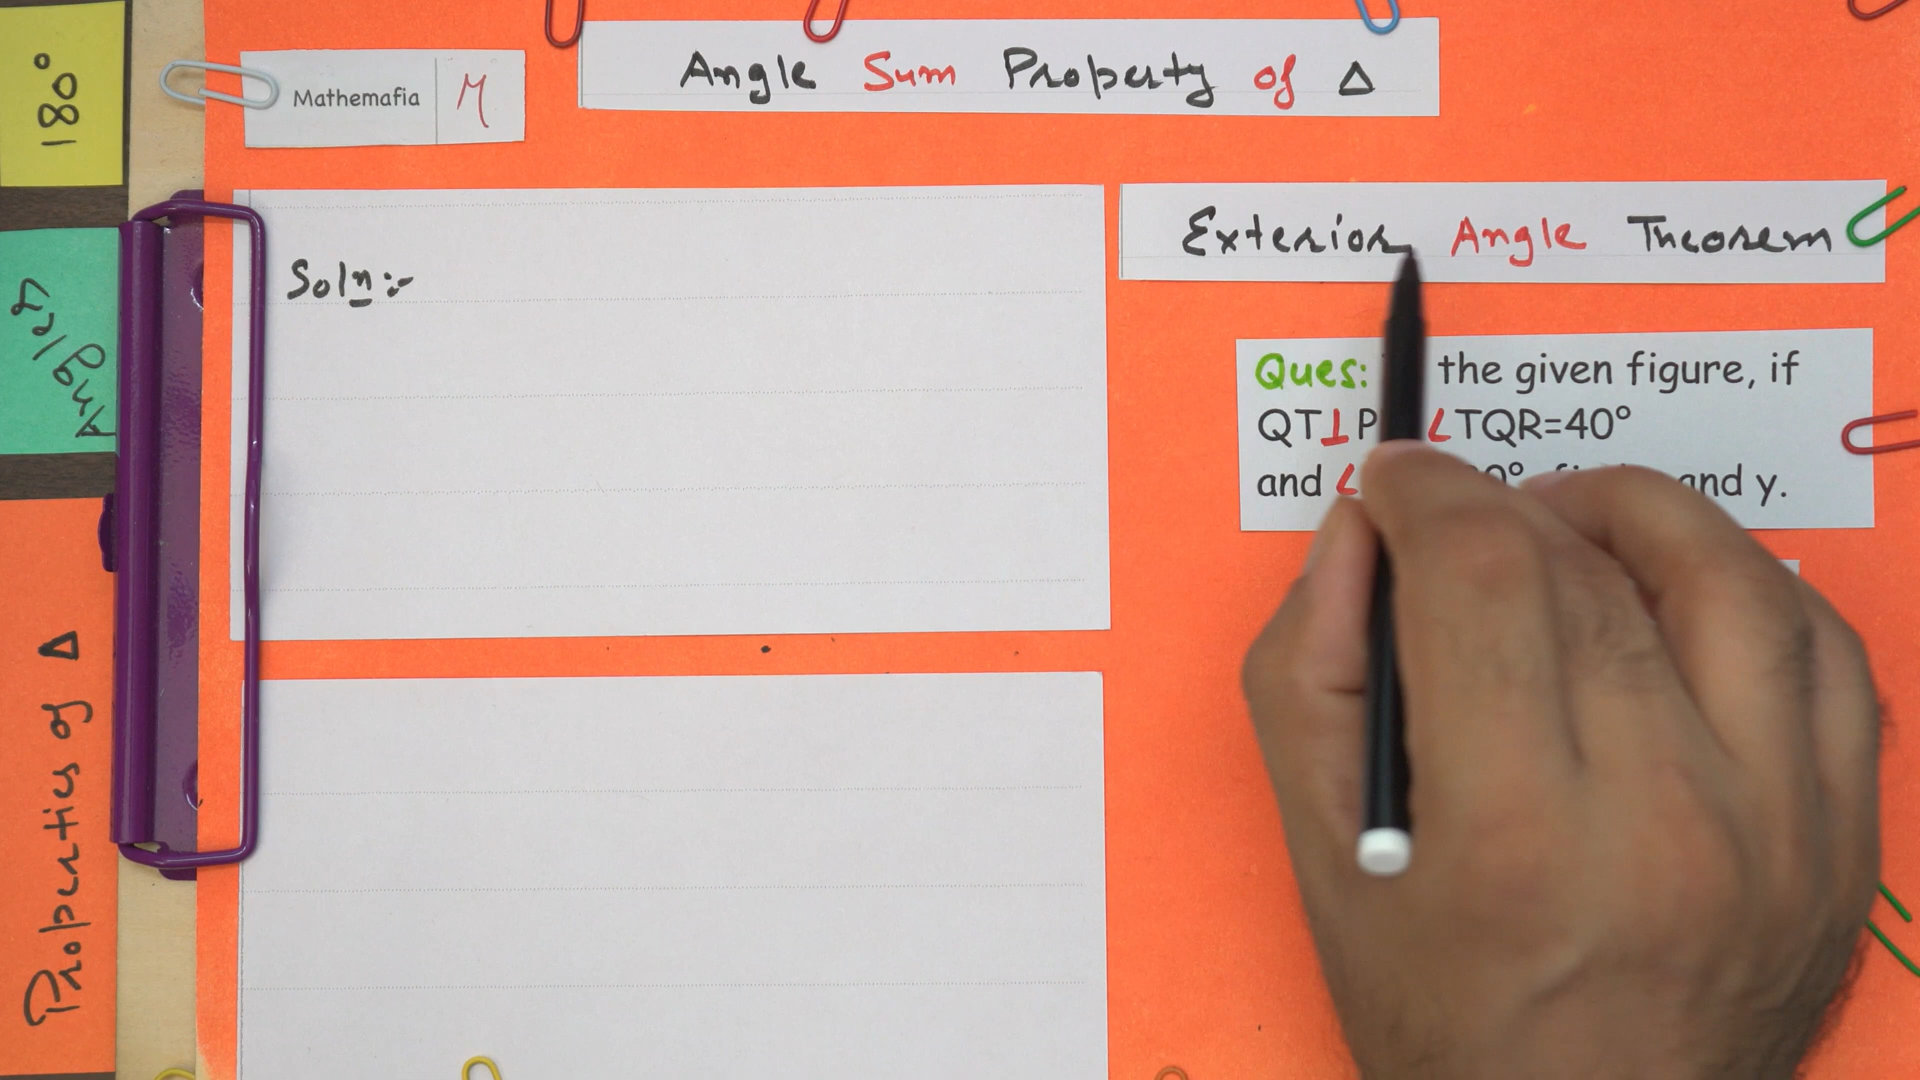 Angle Sum Property of Δ
Mathemafia M
180°
Angles
Properties of Δ
Soln:-
Exterior Angle Theorem
Ques: the given figure, if
QT⊥P ∠TQR=40°
and ∠ 0° and y.